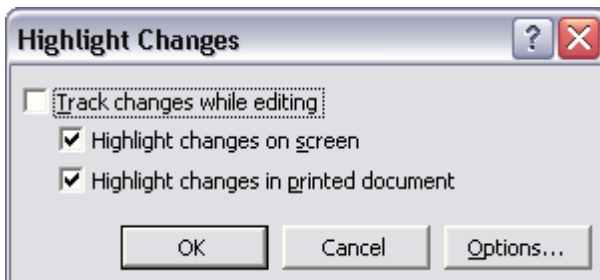 Highlight Changes
Track changes while editing
Highlight changes on screen
Highlight changes in printed document
OK Cancel Options...